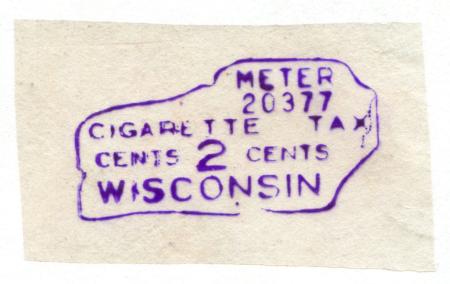 METER
20377
CIGARETTE TAX
CENTS 2 CENTS
WISCONSIN